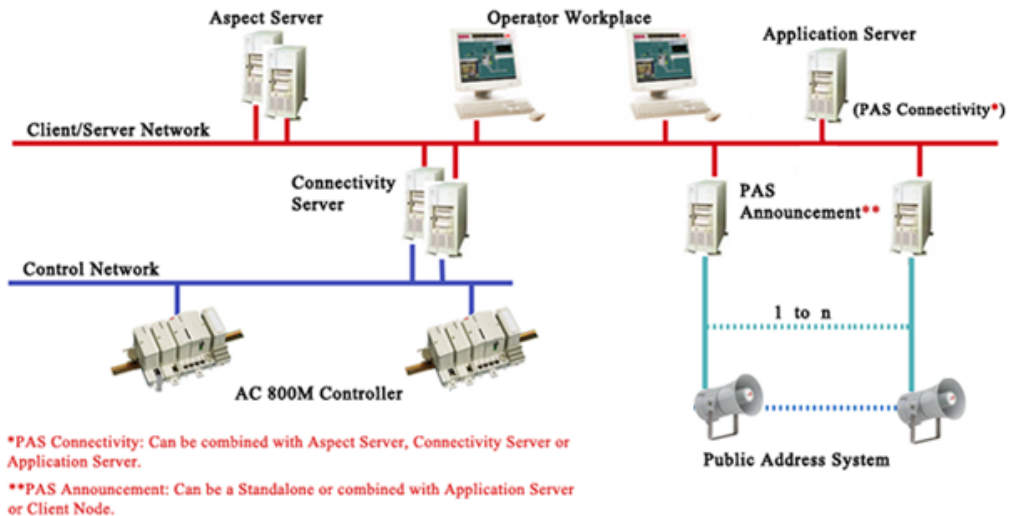 Aspect Server
Operator Workplace
Application Server
(PAS Connectivity*)
Client/Server Network
Connectivity
Server
PAS
Announcement**
Control Network
1 to n
AC 800M Controller
Public Address System
*PAS Connectivity: Can be combined with Aspect Server, Connectivity Server or
Application Server.
**PAS Announcement: Can be a Standalone or combined with Application Server
or Client Node.